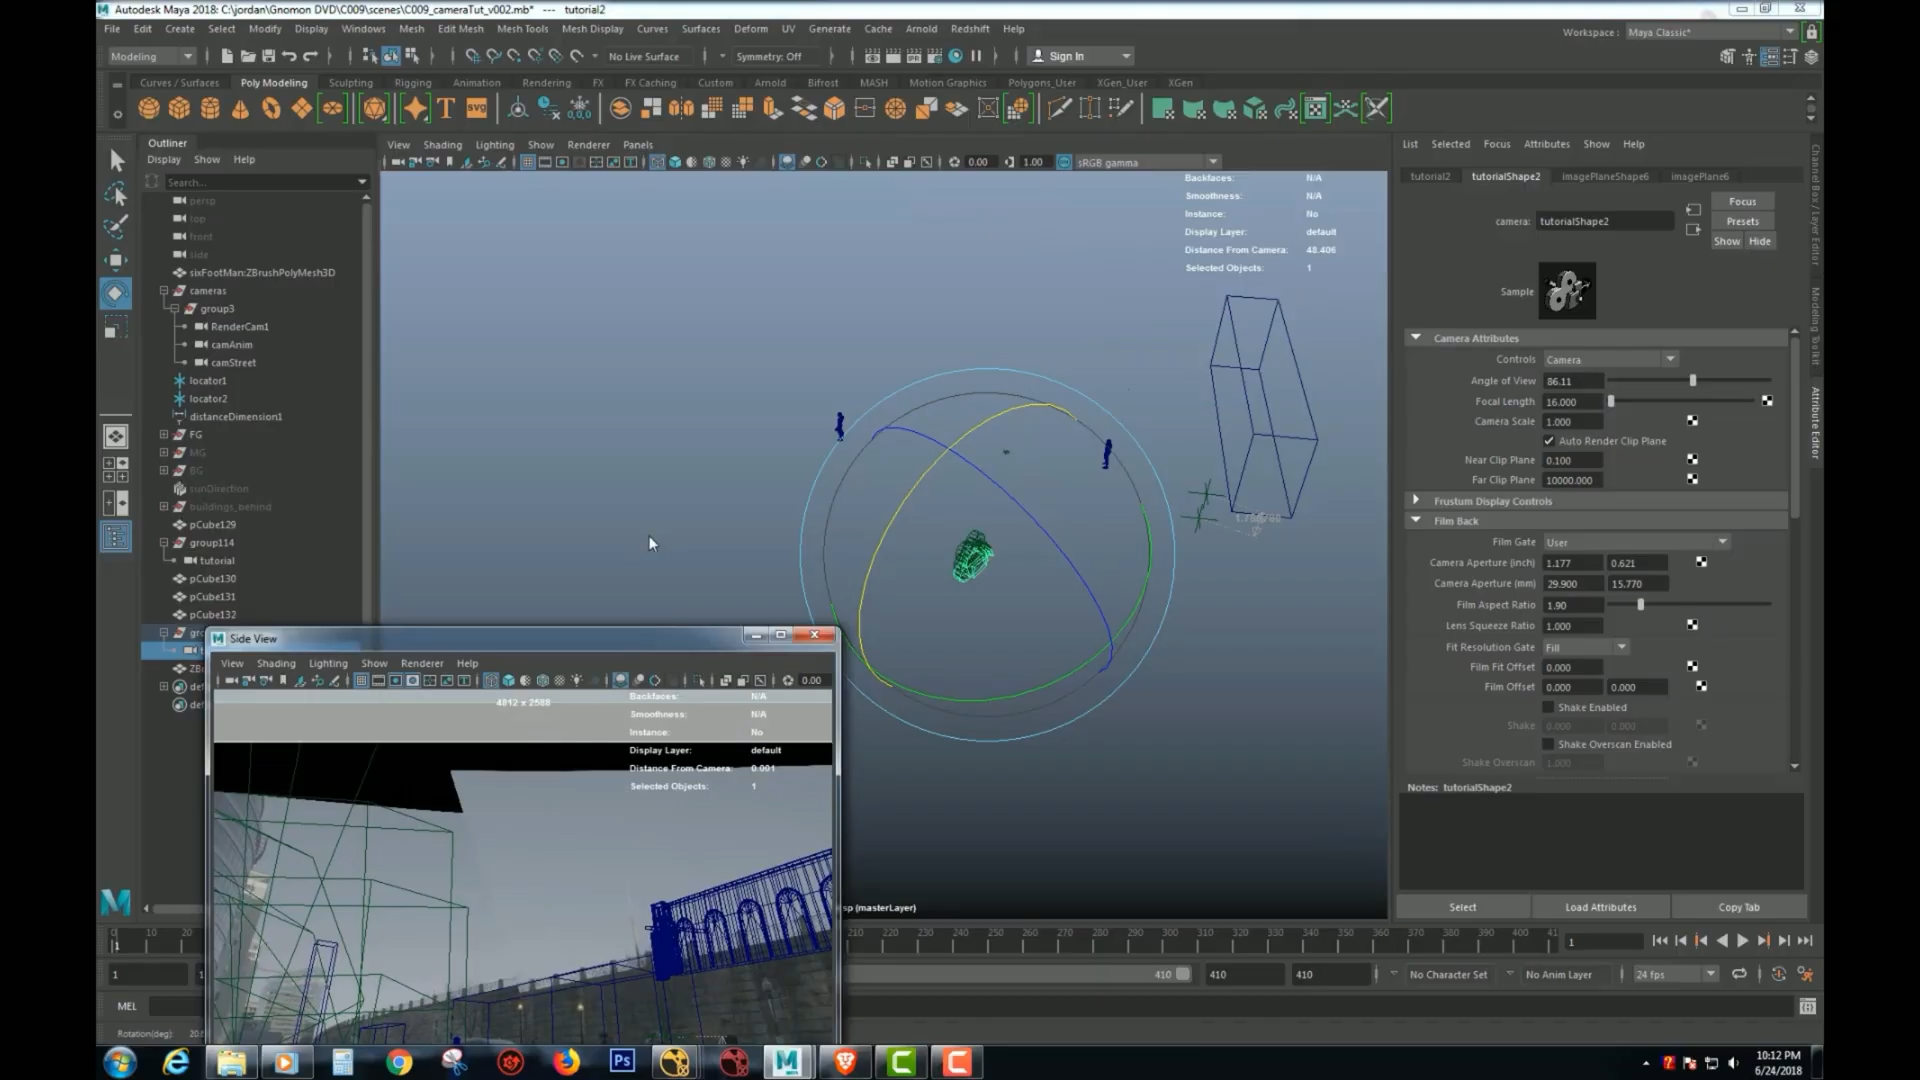 Autodesk Maya 2018: C:\jordan\Gnomon DVD\C009\scenes\C009_cameraTut_v002.mb* --- tutorial2
File Edit Create Select Modify Display Windows Mesh Edit Mesh Mesh Tools Mesh Display Curves Surfaces Deform UV Generate Cache Arnold Redshift Help
Workspace : Maya Classic*
Modeling
No Live Surface
Symmetry: Off
Sign In
Curves / Surfaces Poly Modeling Sculpting Rigging Animation Rendering FX FX Caching Custom Arnold Bifrost MASH Motion Graphics Polygons_User XGen_User XGen
Outliner
Display Show Help
Search...
persp
top
front
side
sixFootMan:ZBrushPolyMesh3D
cameras
group3
RenderCam1
camAnim
camStreet
locator1
locator2
distanceDimension1
FG
MG
BG
sunDirection
buildings_behind
pCube129
group114
tutorial
pCube130
pCube131
pCube132
View Shading Lighting Show Renderer Panels
0.00 1.00 sRGB gamma
Backfaces: N/A
Smoothness: N/A
Instance: No
Display Layer: default
Distance From Camera: 48.406
Selected Objects: 1
List Selected Focus Attributes Show Help
tutorial2 tutorialShape2 imagePlaneShape6 imagePlane6
Focus
camera: tutorialShape2
Presets
Show Hide
Sample
Camera Attributes
Controls Camera
Angle of View 86.11
Focal Length 16.000
Camera Scale 1.000
Auto Render Clip Plane
Near Clip Plane 0.100
Far Clip Plane 10000.000
Frustum Display Controls
Film Back
Film Gate User
Camera Aperture (inch) 1.177 0.621
Camera Aperture (mm) 29.900 15.770
Film Aspect Ratio 1.90
Lens Squeeze Ratio 1.000
Fit Resolution Gate Fill
Film Fit Offset 0.000
Film Offset 0.000 0.000
Shake Enabled
Shake 0.000 0.000
Shake Overscan Enabled
Shake Overscan 1.000
Notes: tutorialShape2
Select Load Attributes Copy Tab
Channel Box / Layer Editor
Modeling Toolkit
Attribute Editor
Side View
View Shading Lighting Show Renderer Help
0.00
4812 x 2588
Backfaces: N/A
Smoothness: N/A
Instance: No
Display Layer: default
Distance From Camera: 0.001
Selected Objects: 1
sp (masterLayer)
0 10 20
210 220 230 240 250 260 270 280 290 300 310 320 330 340 350 360 370 380 390 400 41
1
1
1
410 410 410
No Character Set
No Anim Layer
24 fps
MEL
Rotation(deg): 20
10:12 PM
6/24/2018